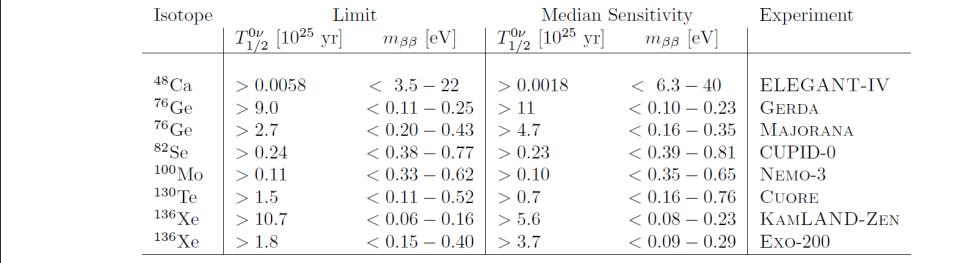 Isotope Limit Median Sensitivity Experiment
T^{0ν}_{1/2} [10^{25} yr] m_{ββ} [eV] T^{0ν}_{1/2} [10^{25} yr] m_{ββ} [eV]
^{48}Ca > 0.0058 < 3.5 – 22 > 0.0018 < 6.3 – 40 ELEGANT-IV
^{76}Ge > 9.0 < 0.11 – 0.25 > 11 < 0.10 – 0.23 GERDA
^{76}Ge > 2.7 < 0.20 – 0.43 > 4.7 < 0.16 – 0.35 MAJORANA
^{82}Se > 0.24 < 0.38 – 0.77 > 0.23 < 0.39 – 0.81 CUPID-0
^{100}Mo > 0.11 < 0.33 – 0.62 > 0.10 < 0.35 – 0.65 NEMO-3
^{130}Te > 1.5 < 0.11 – 0.52 > 0.7 < 0.16 – 0.76 CUORE
^{136}Xe > 10.7 < 0.06 – 0.16 > 5.6 < 0.08 – 0.23 KAMLAND-ZEN
^{136}Xe > 1.8 < 0.15 – 0.40 > 3.7 < 0.09 – 0.29 EXO-200